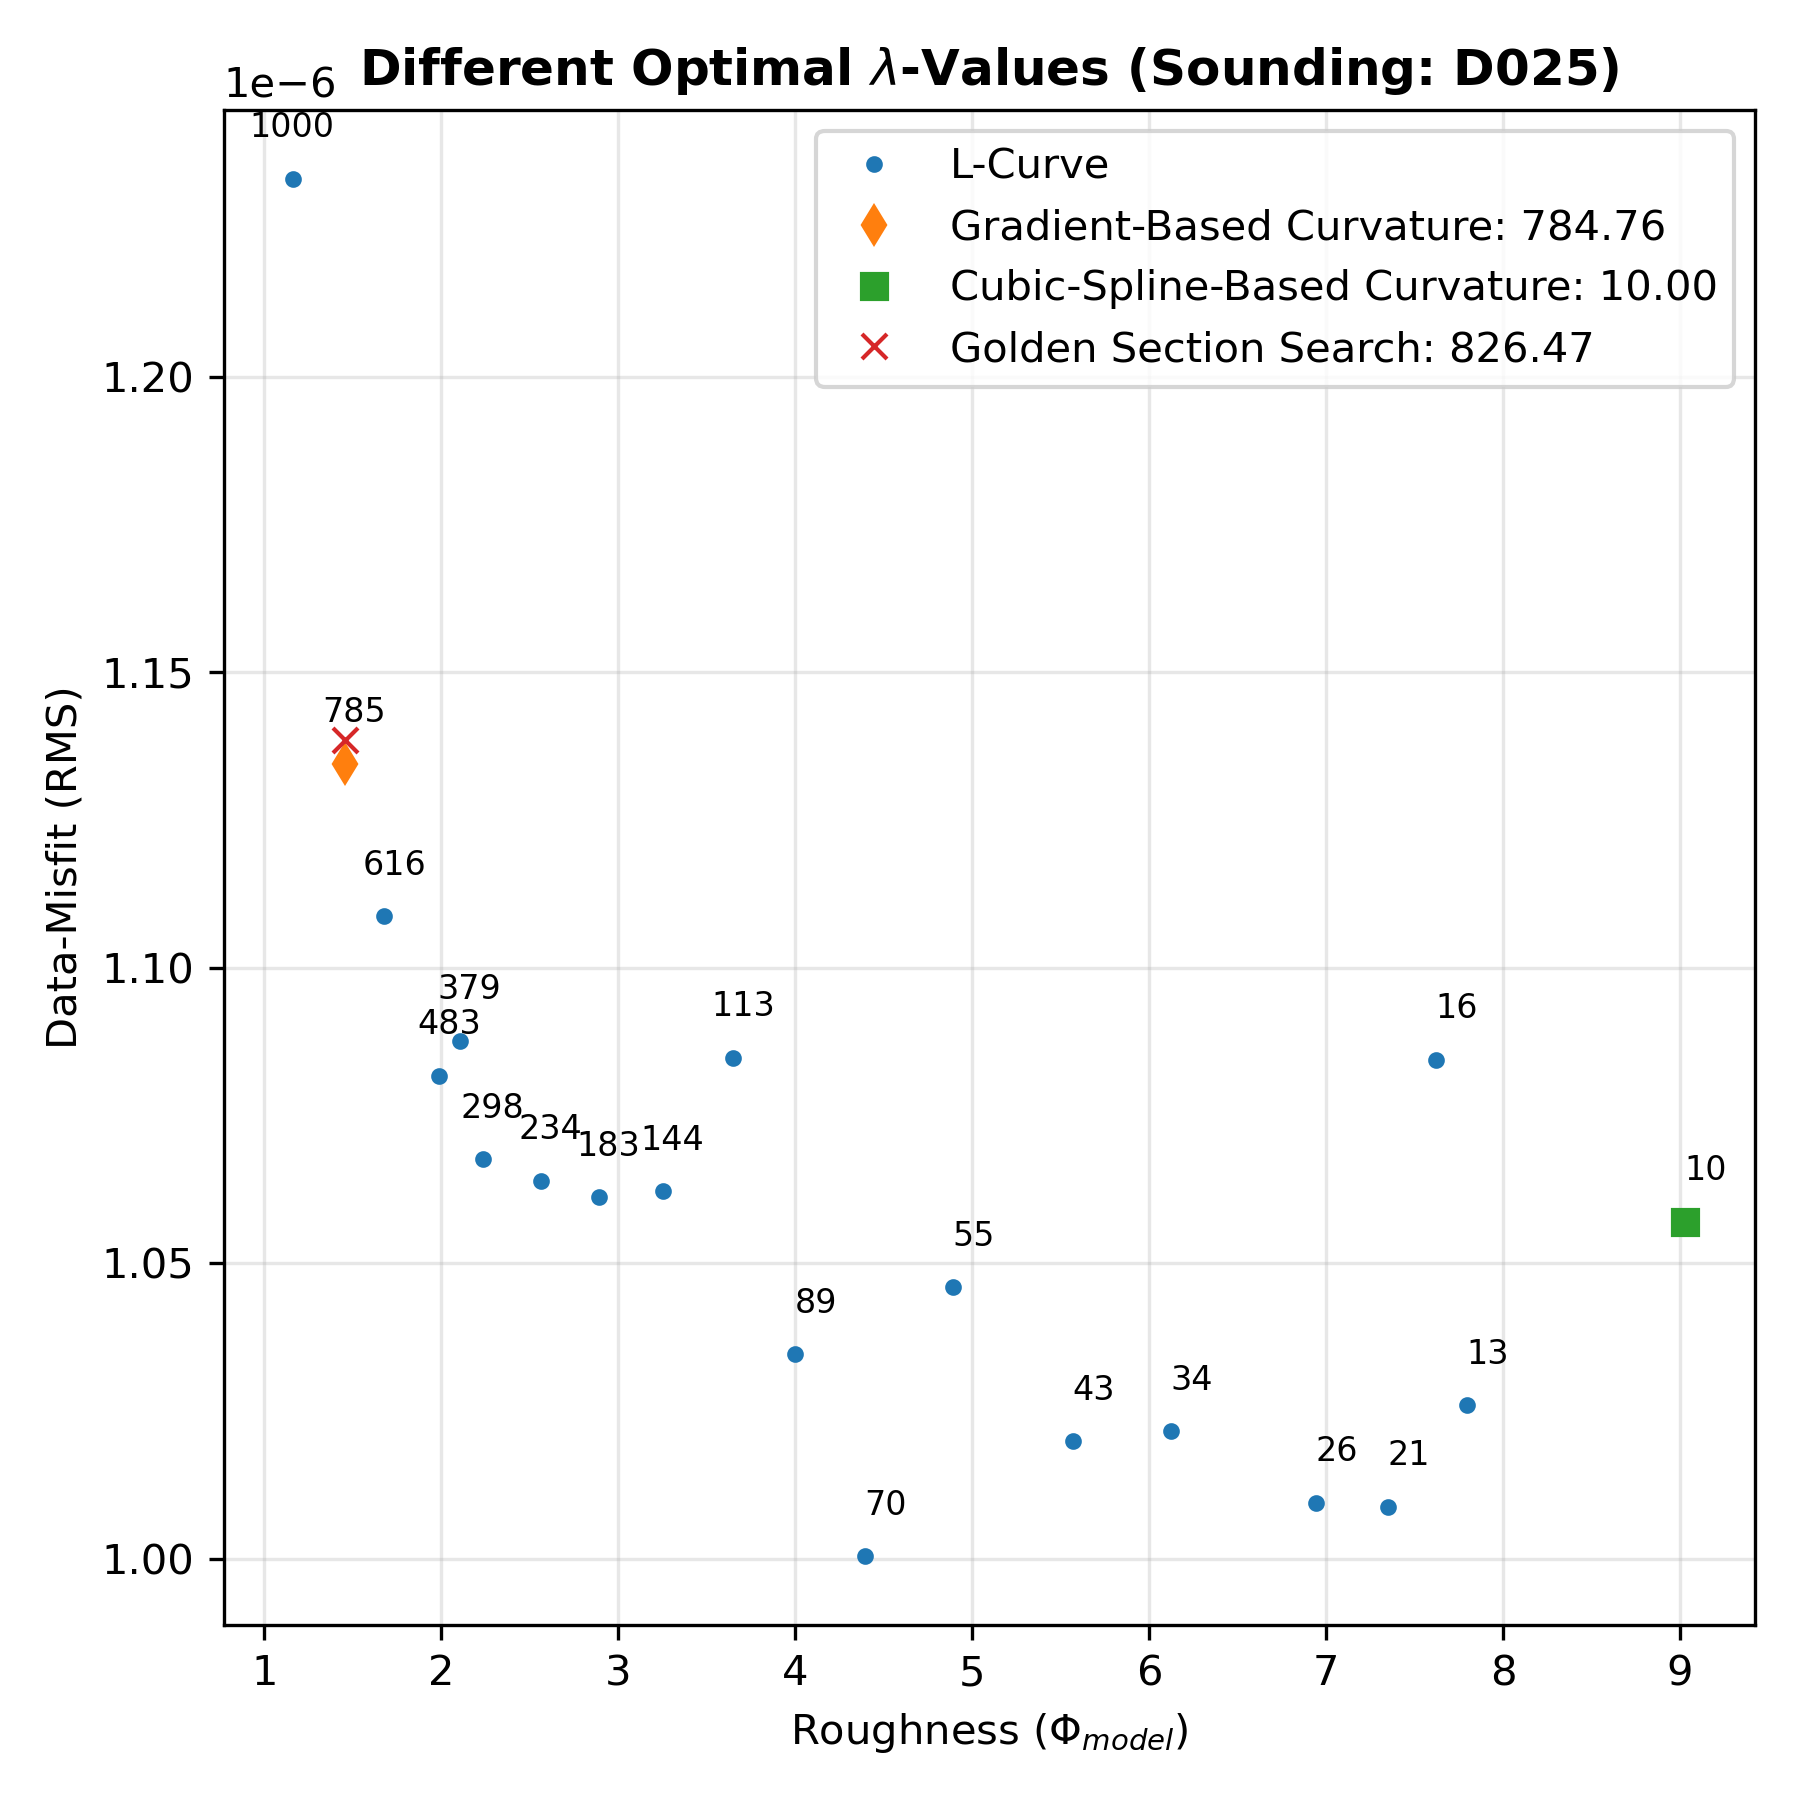 Different Optimal λ-Values (Sounding: D025)
1e−6
1000
L-Curve
Gradient-Based Curvature: 784.76
Cubic-Spline-Based Curvature: 10.00
Golden Section Search: 826.47
1.20
1.15
1.10
1.05
1.00
Data-Misfit (RMS)
785
616
379
483
298
234
183
144
113
89
70
55
43
34
26
21
16
13
10
1 2 3 4 5 6 7 8 9
Roughness (Φmodel)